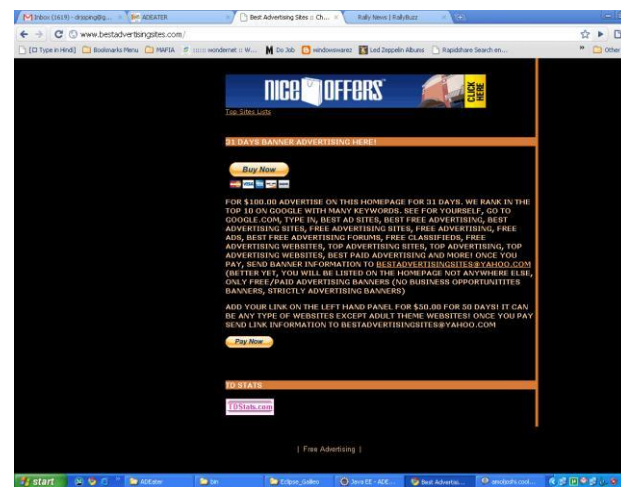 Inbox (1619) -
ADEATER
Best Advertising Sites :: Ch...
Rally News | RallyBuzz
www.bestadvertisingsites.com/
[CI Type in Hindi]
Bookmarks Menu
MAFIA
:::::: wondernet :: W...
Do Job
windowswarez
Led Zeppelin Albums
Rapidshare Search en...
»
Other
NICE OFFERS
CLICK HERE
Top Sites Lists
31 DAYS BANNER ADVERTISING HERE!
Buy Now
VISA
FOR $100.00 ADVERTISE ON THIS HOMEPAGE FOR 31 DAYS. WE RANK IN THE
TOP 10 ON GOOGLE WITH MANY KEYWORDS. SEE FOR YOURSELF, GO TO
GOOGLE.COM, TYPE IN, BEST AD SITES, BEST FREE ADVERTISING, BEST
ADVERTISING SITES, FREE ADVERTISING SITES, FREE ADVERTISING, FREE
ADS, BEST FREE ADVERTISING FORUMS, FREE CLASSIFIEDS, FREE
ADVERTISING WEBSITES, TOP ADVERTISING SITES, TOP ADVERTISING, TOP
ADVERTISING WEBSITES, BEST PAID ADVERTISING AND MORE! ONCE YOU
PAY, SEND BANNER INFORMATION TO BESTADVERTISINGSITES@YAHOO.COM
(BETTER YET, YOU WILL BE LISTED ON THE HOMEPAGE NOT ANYWHERE ELSE,
ONLY FREE/PAID ADVERTISING BANNERS (NO BUSINESS OPPORTUNITITES
BANNERS, STRICTLY ADVERTISING BANNERS)
ADD YOUR LINK ON THE LEFT HAND PANEL FOR $50.00 FOR 50 DAYS! IT CAN
BE ANY TYPE OF WEBSITES EXCEPT ADULT THEME WEBSITES! ONCE YOU PAY
SEND LINK INFORMATION TO BESTADVERTISINGSITES@YAHOO.COM
Pay Now
TD STATS
TDStats.com
| Free Advertising |
start
ADEater
bin
Eclipse_Galileo
Java EE - ADE...
Best Advertisi...